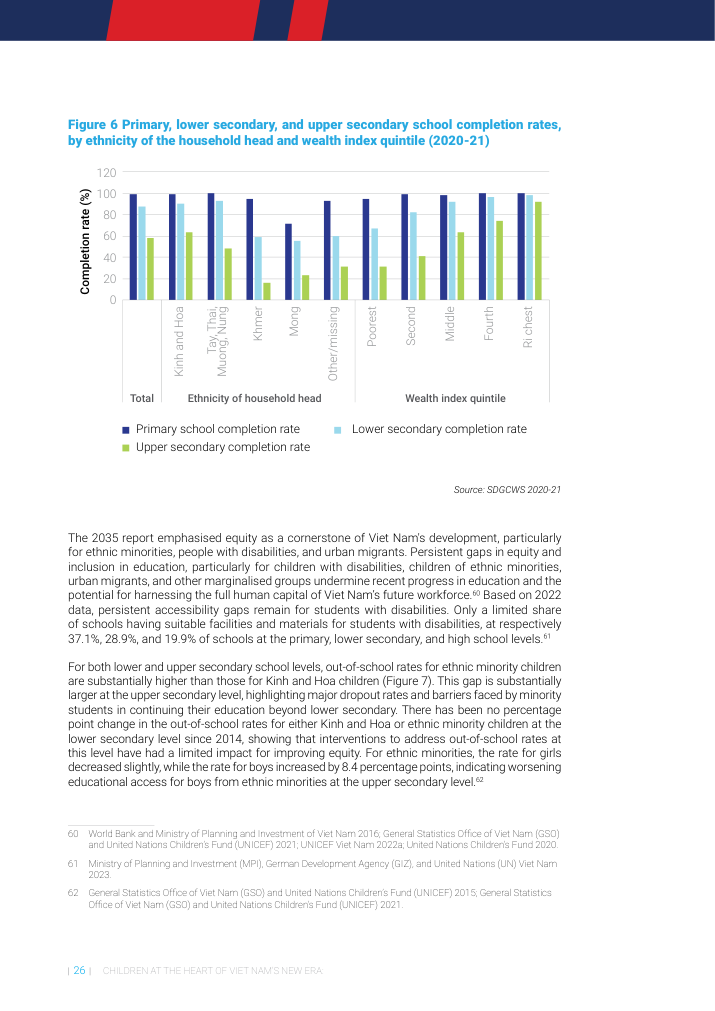 Figure 6 Primary, lower secondary, and upper secondary school completion rates,
by ethnicity of the household head and wealth index quintile (2020-21)
Completion rate (%)
120
100
80
60
40
20
0
Kinh and Hoa
Tay, Thai,
Muong, Nung
Khmer
Mong
Other/missing
Poorest
Second
Middle
Fourth
Ri chest
Total
Ethnicity of household head
Wealth index quintile
Primary school completion rate
Lower secondary completion rate
Upper secondary completion rate
Source: SDGCWS 2020-21
The 2035 report emphasised equity as a cornerstone of Viet Nam's development, particularly
for ethnic minorities, people with disabilities, and urban migrants. Persistent gaps in equity and
inclusion in education, particularly for children with disabilities, children of ethnic minorities,
urban migrants, and other marginalised groups undermine recent progress in education and the
potential for harnessing the full human capital of Viet Nam's future workforce.60 Based on 2022
data, persistent accessibility gaps remain for students with disabilities. Only a limited share
of schools having suitable facilities and materials for students with disabilities, at respectively
37.1%, 28.9%, and 19.9% of schools at the primary, lower secondary, and high school levels.61
For both lower and upper secondary school levels, out-of-school rates for ethnic minority children
are substantially higher than those for Kinh and Hoa children (Figure 7). This gap is substantially
larger at the upper secondary level, highlighting major dropout rates and barriers faced by minority
students in continuing their education beyond lower secondary. There has been no percentage
point change in the out-of-school rates for either Kinh and Hoa or ethnic minority children at the
lower secondary level since 2014, showing that interventions to address out-of-school rates at
this level have had a limited impact for improving equity. For ethnic minorities, the rate for girls
decreased slightly, while the rate for boys increased by 8.4 percentage points, indicating worsening
educational access for boys from ethnic minorities at the upper secondary level.62
60 World Bank and Ministry of Planning and Investment of Viet Nam 2016; General Statistics Office of Viet Nam (GSO)
and United Nations Children's Fund (UNICEF) 2021; UNICEF Viet Nam 2022a; United Nations Children's Fund 2020.
61 Ministry of Planning and Investment (MPI), German Development Agency (GIZ), and United Nations (UN) Viet Nam
2023.
62 General Statistics Office of Viet Nam (GSO) and United Nations Children's Fund (UNICEF) 2015; General Statistics
Office of Viet Nam (GSO) and United Nations Children's Fund (UNICEF) 2021.
| 26 | CHILDREN AT THE HEART OF VIET NAM'S NEW ERA